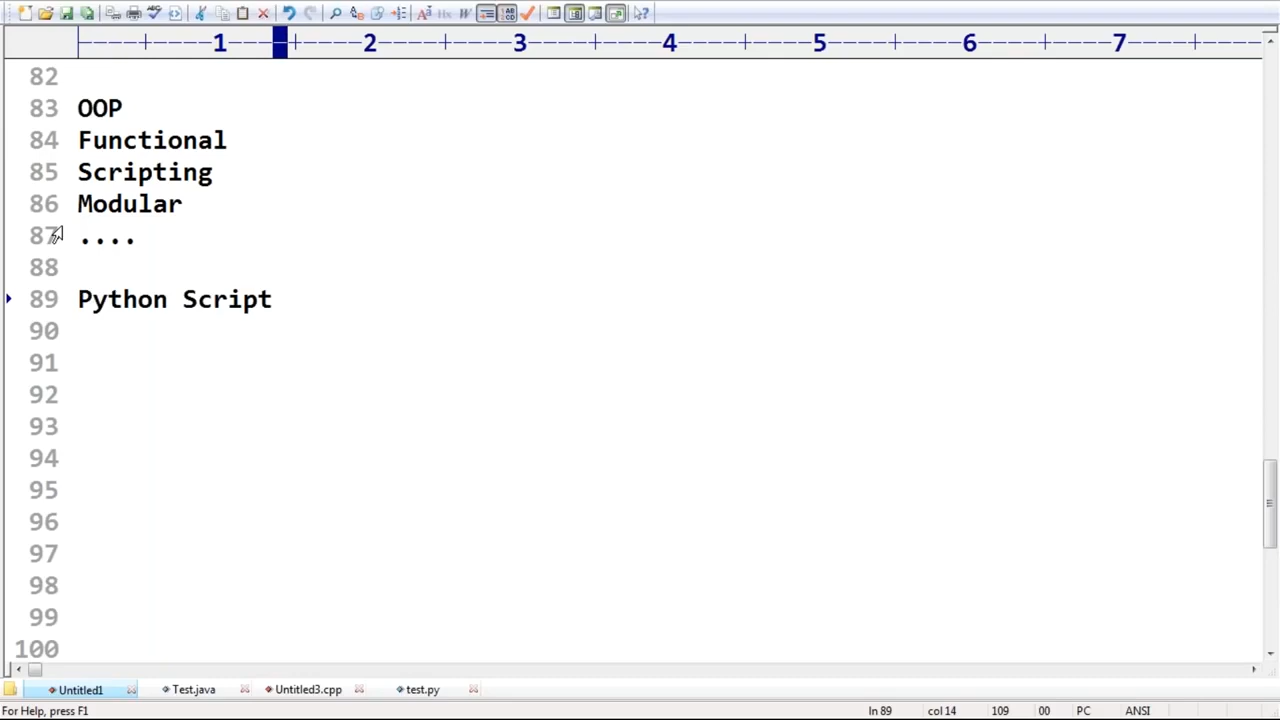 1 2 3 4 5 6 7
82
83 OOP
84 Functional
85 Scripting
86 Modular
87 ....
88
89 Python Script
90
91
92
93
94
95
96
97
98
99
100
Untitled1 Test.java Untitled3.cpp test.py
For Help, press F1 ln 89 col 14 109 00 PC ANSI